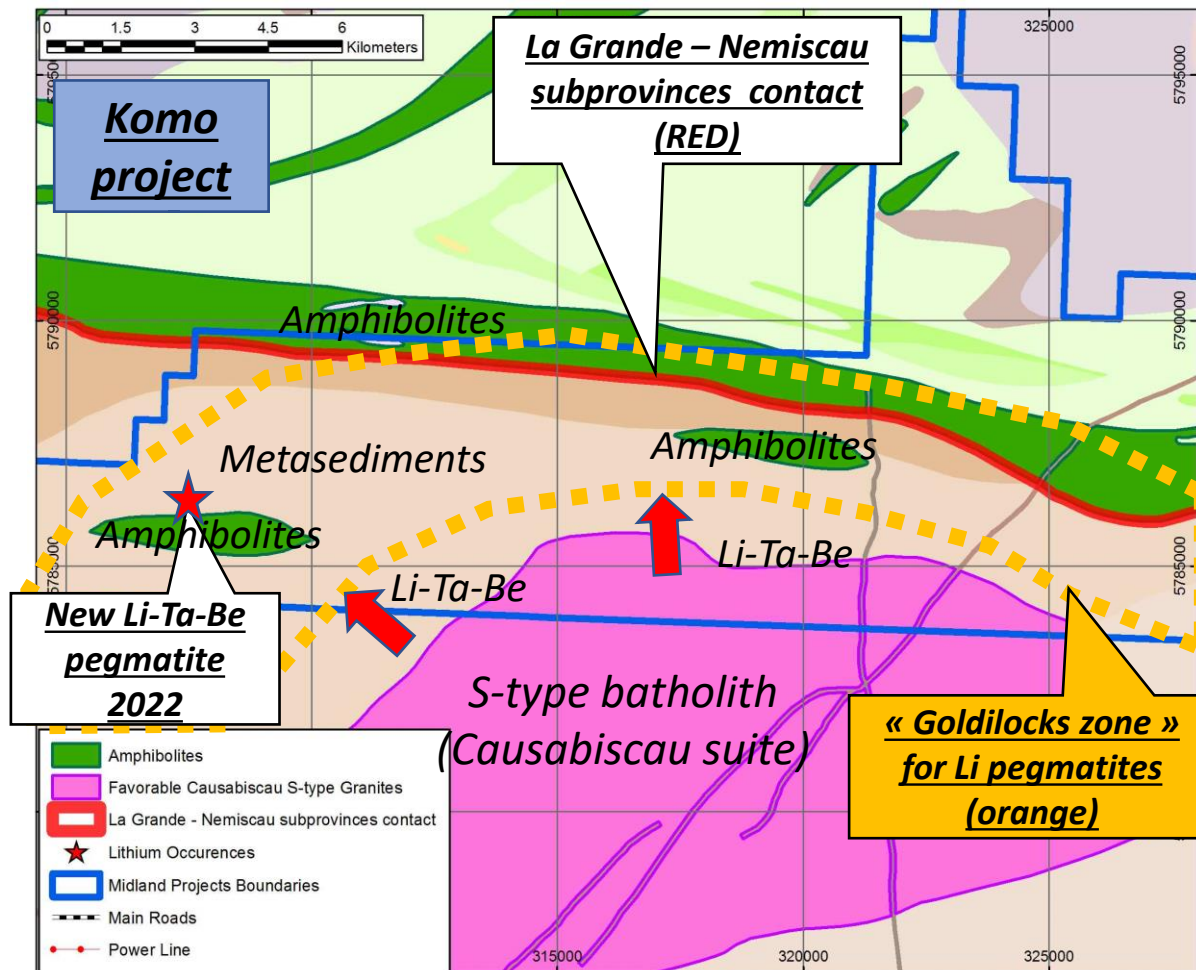 0 1.5 3 4.5 6
Kilometers
325000
5795000
5795000
Komo
project
La Grande – Nemiscau
subprovinces contact
(RED)
5790000
5790000
Amphibolites
Metasediments
Amphibolites
Amphibolites
5785000
5785000
Li-Ta-Be
Li-Ta-Be
New Li-Ta-Be
pegmatite
2022
S-type batholith
(Causabiscau suite)
« Goldilocks zone »
for Li pegmatites
(orange)
Amphibolites
Favorable Causabiscau S-type Granites
La Grande - Nemiscau subprovinces contact
Lithium Occurences
Midland Projects Boundaries
Main Roads
Power Line
315000
320000
325000